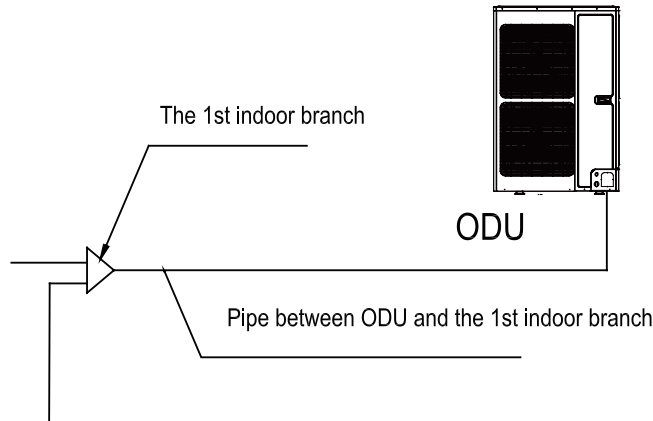 The 1st indoor branch
ODU
Pipe between ODU and the 1st indoor branch